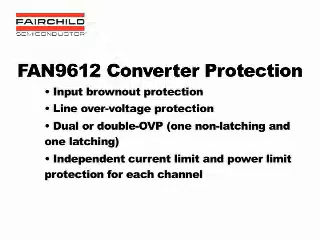 FAIRCHILD
SEMICONDUCTOR
FAN9612 Converter Protection
• Input brownout protection
• Line over-voltage protection
• Dual or double-OVP (one non-latching and
one latching)
• Independent current limit and power limit
protection for each channel